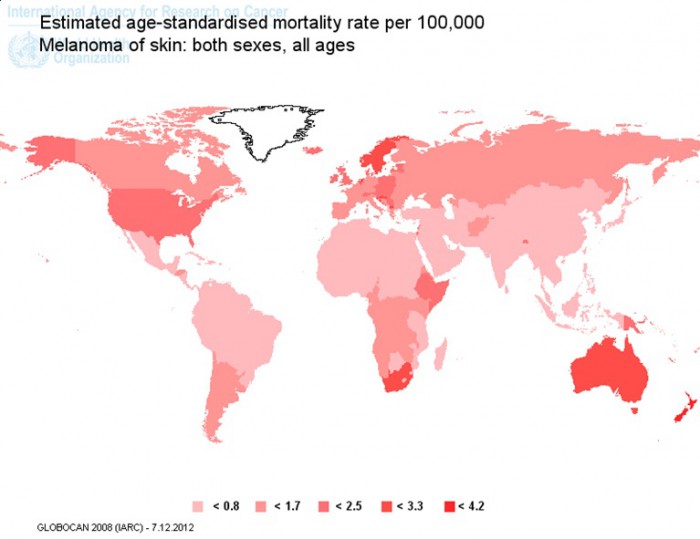 International Agency for Research on Cancer
Estimated age-standardised mortality rate per 100,000
Melanoma of skin: both sexes, all ages
World Health
Organization
< 0.8 < 1.7 < 2.5 < 3.3 < 4.2
GLOBOCAN 2008 (IARC) - 7.12.2012